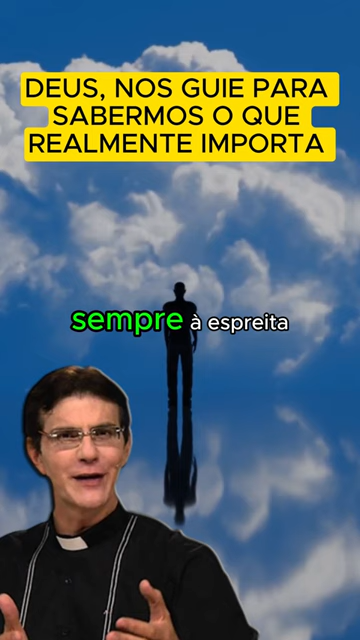 DEUS, NOS GUIE PARA
SABERMOS O QUE
REALMENTE IMPORTA
sempre à espreita